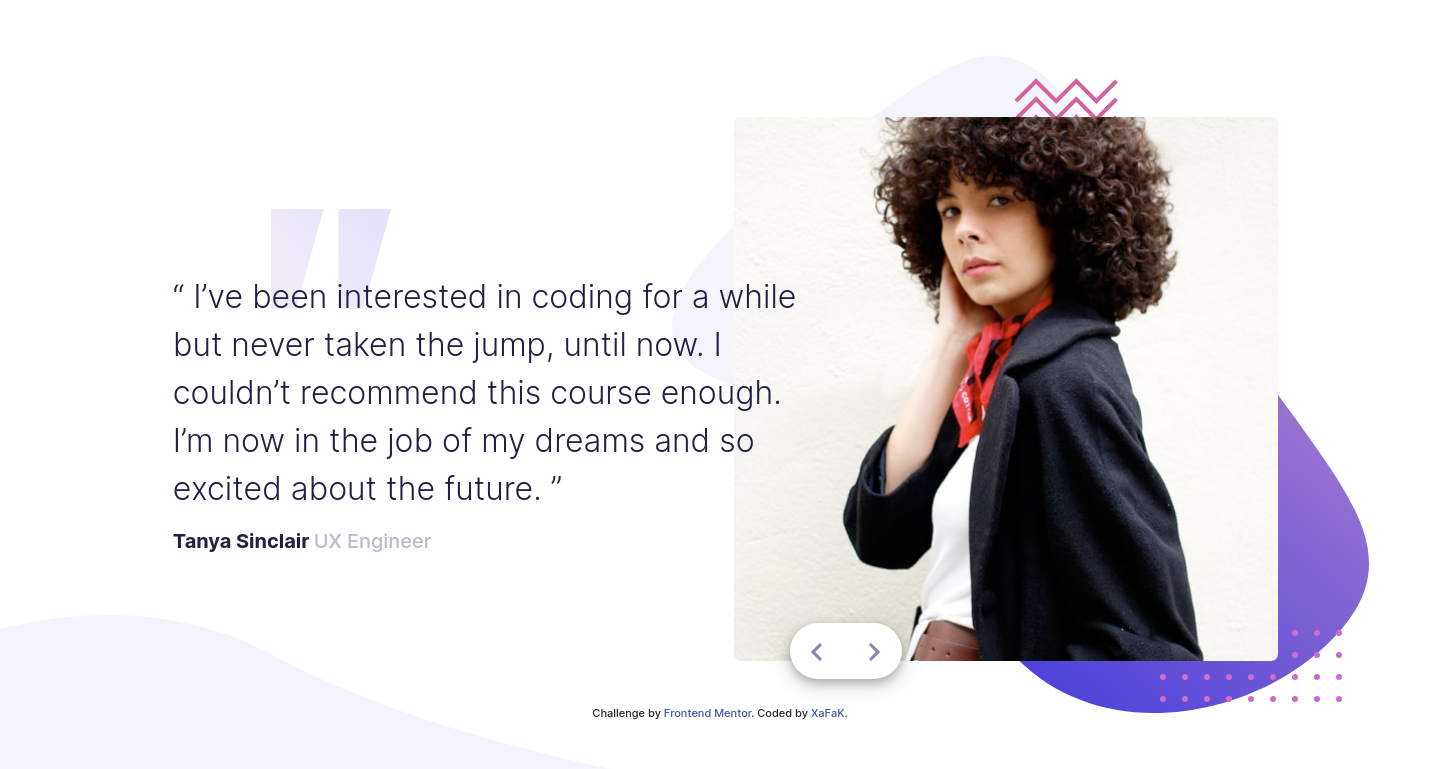 “ I’ve been interested in coding for a while
but never taken the jump, until now. I
couldn’t recommend this course enough.
I’m now in the job of my dreams and so
excited about the future. ”
Tanya Sinclair UX Engineer
Challenge by Frontend Mentor. Coded by XaFaK.